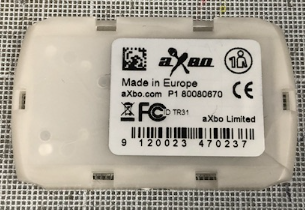 aXbo
Made in Europe
aXbo.com P1 80080670
FC ID TR31
aXbo Limited
9 120023 470237